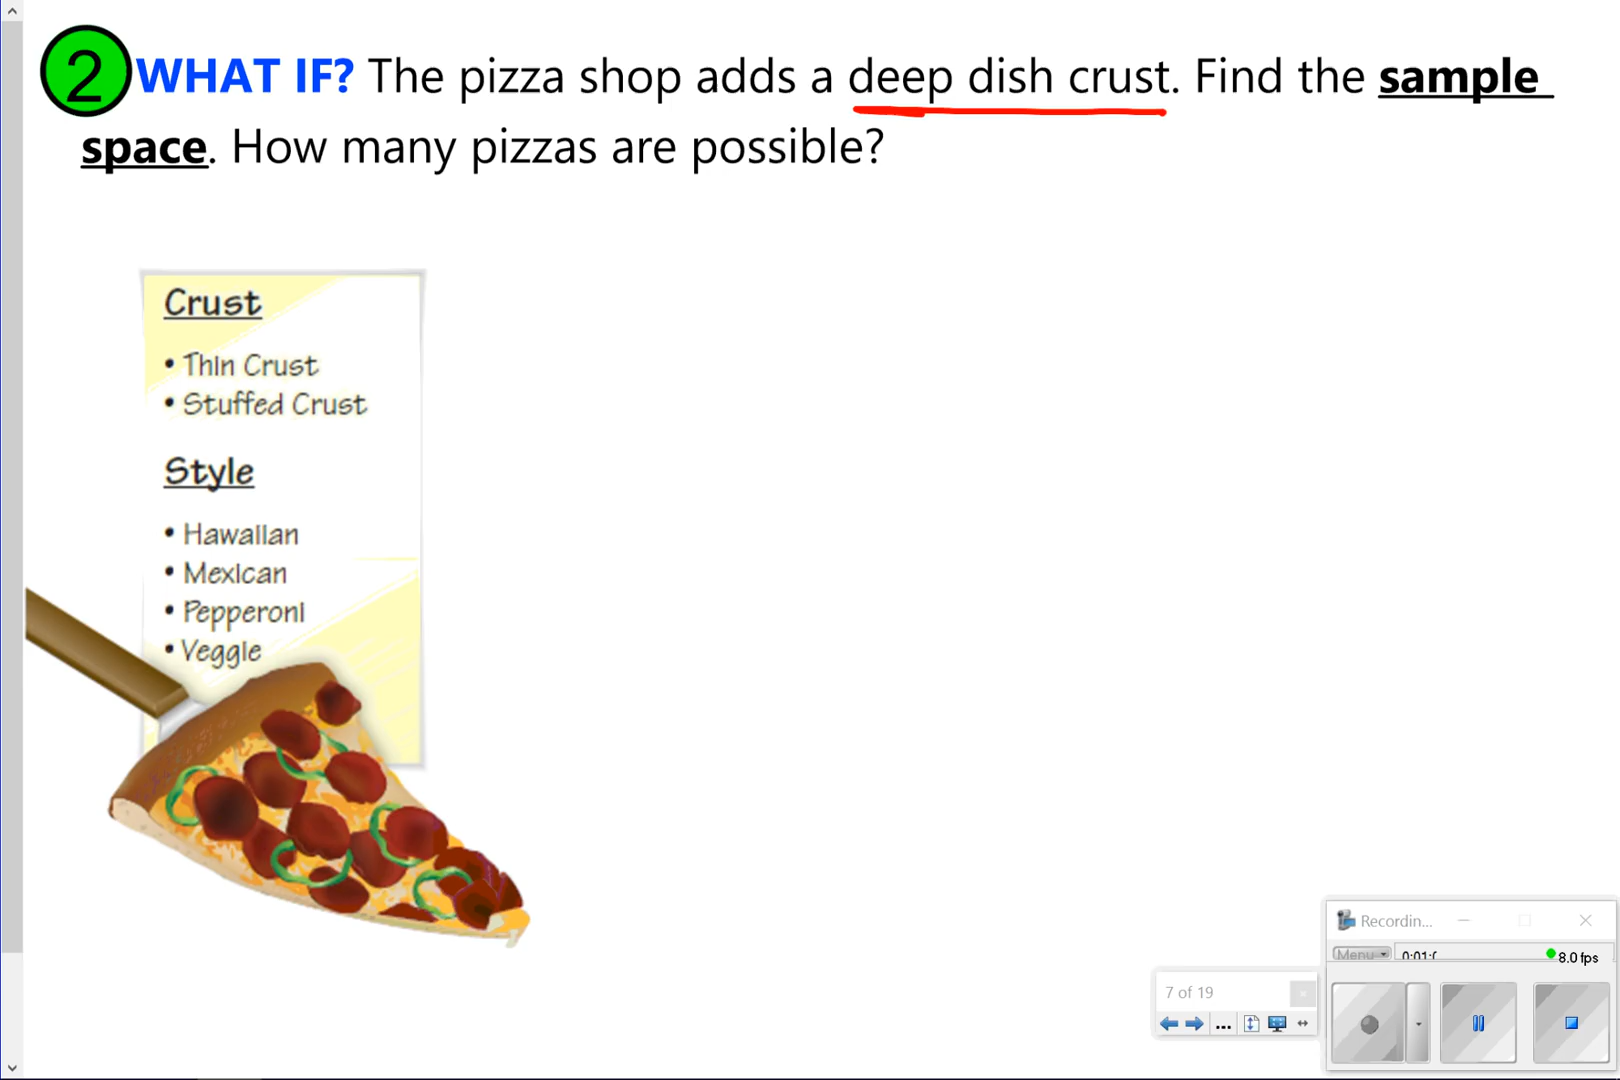 2 WHAT IF? The pizza shop adds a deep dish crust. Find the sample
space. How many pizzas are possible?
Crust
• Thin Crust
• Stuffed Crust
Style
• Hawaiian
• Mexican
• Pepperoni
• Veggie
Recordin...
Menu
8.0 fps
7 of 19
...